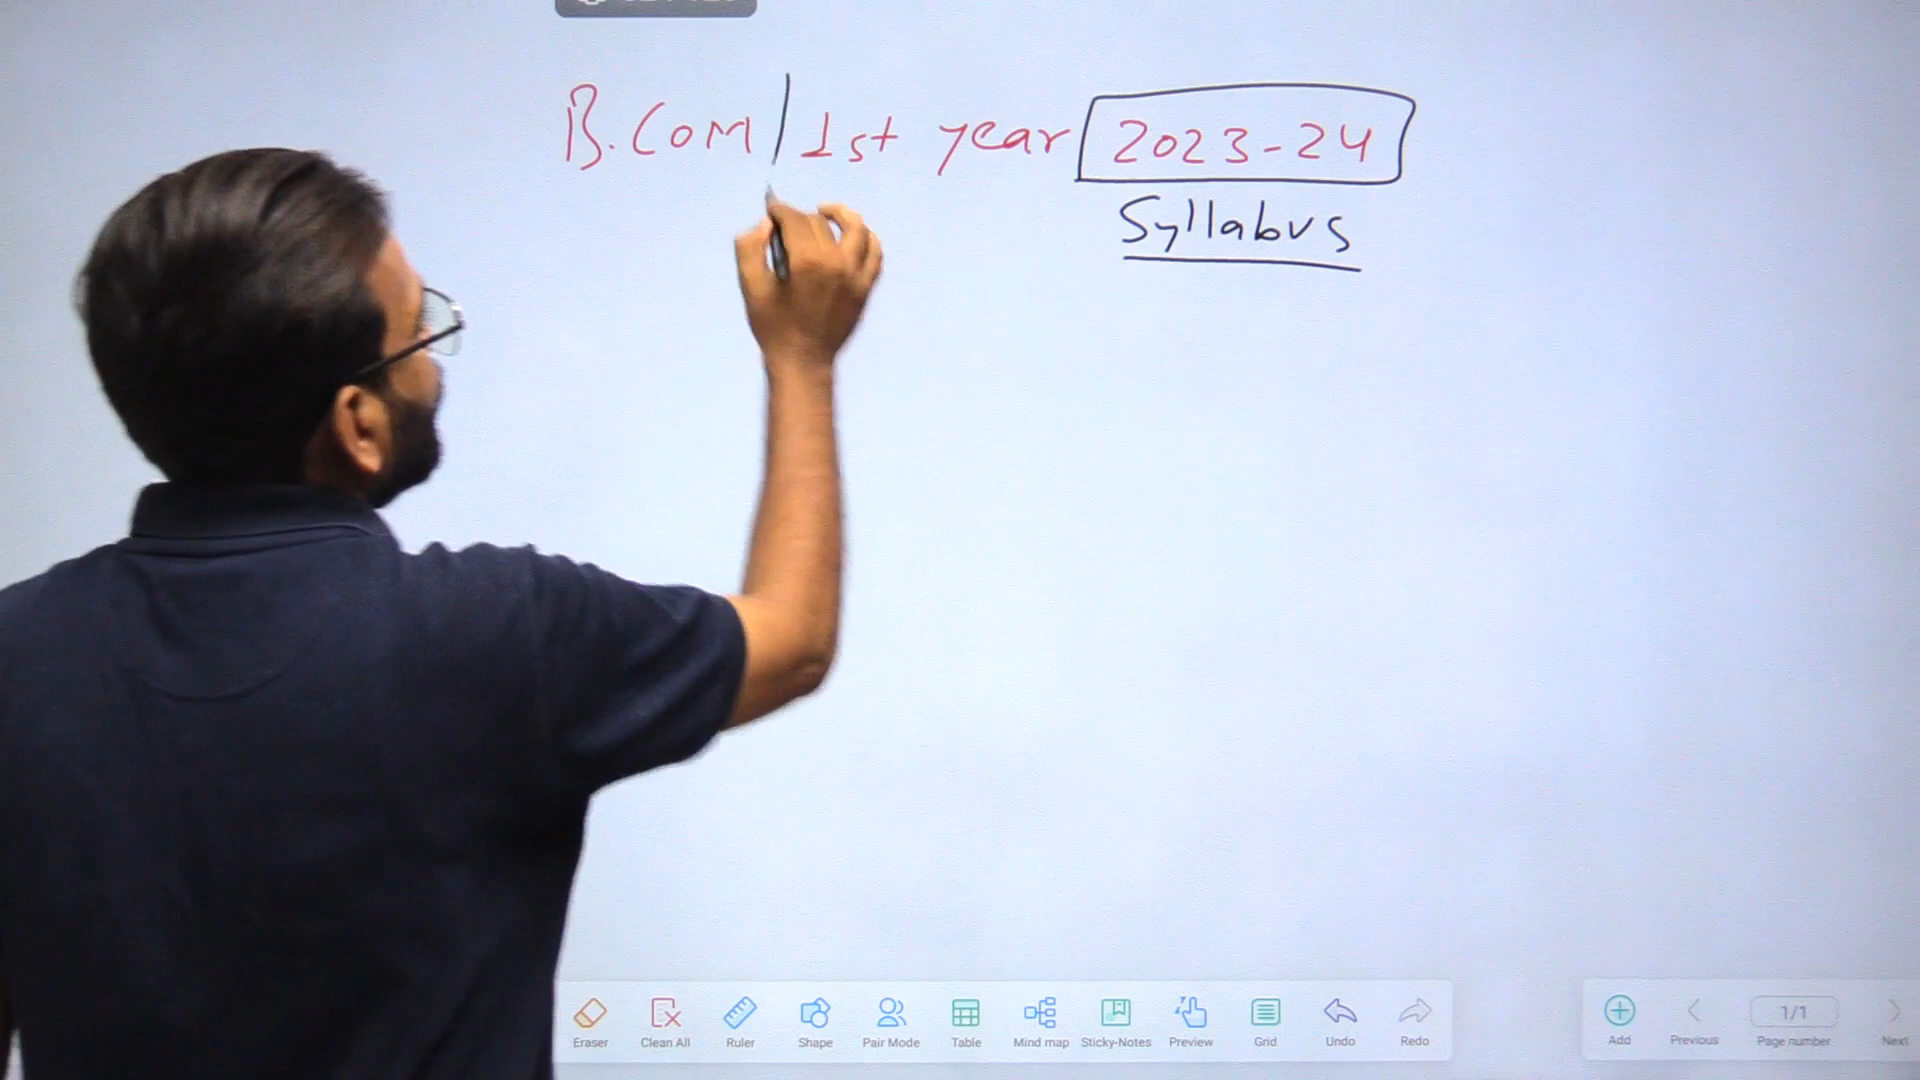 B.COM/1st year 2023-24
Syllabus
Eraser Clean All Ruler Shape Pair Mode Table Mind map Sticky-Notes Preview Grid Undo Redo Add Previous 1/1 Page number Next